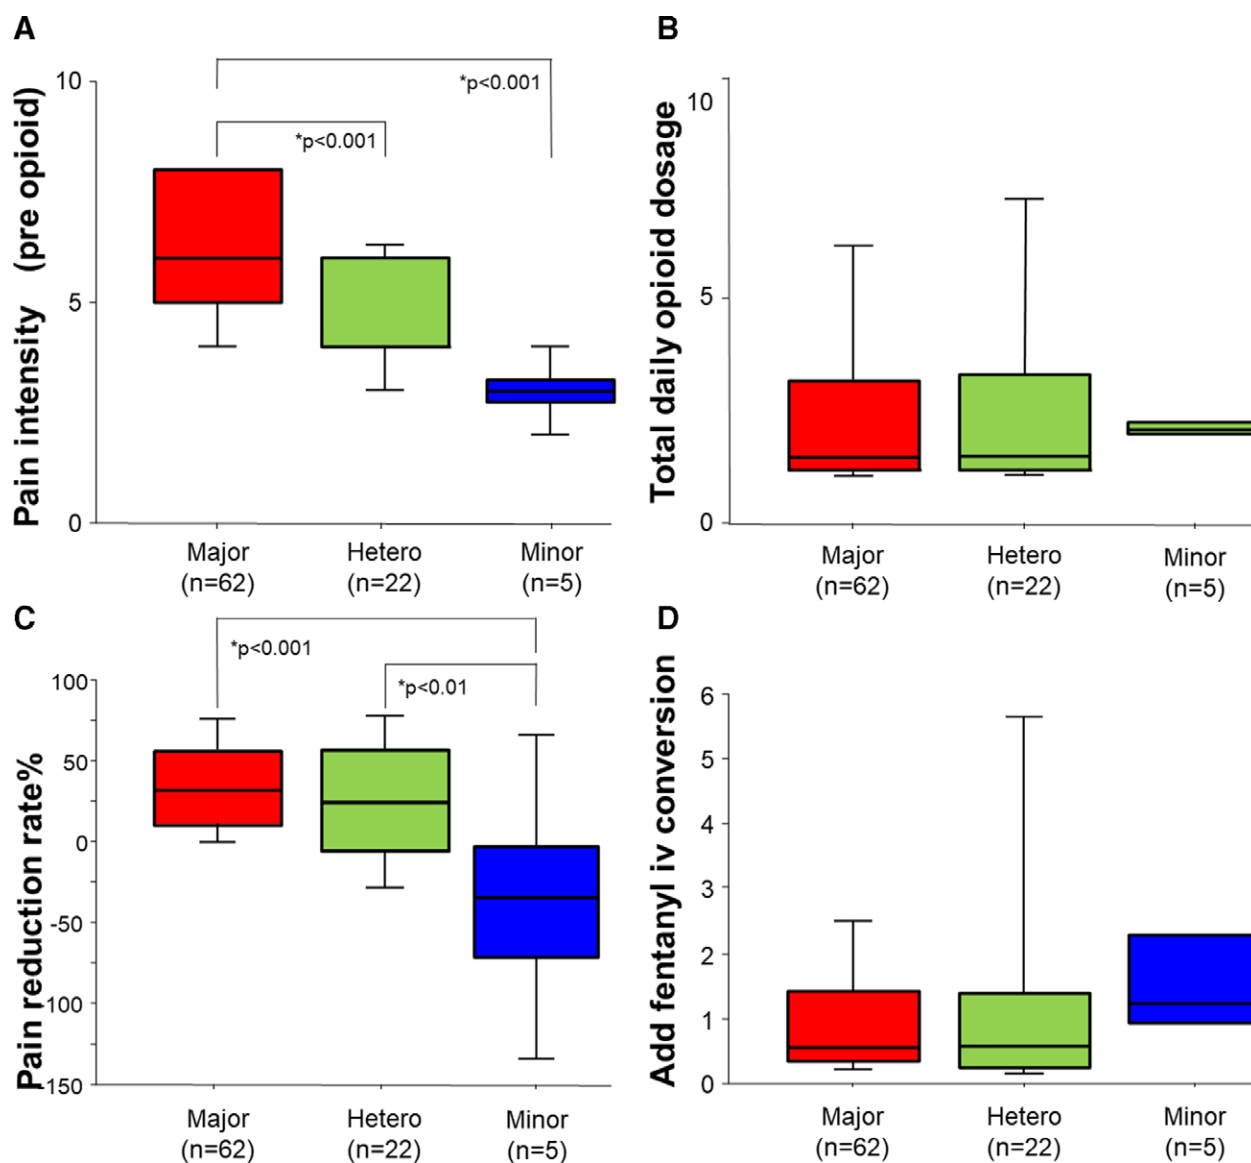 A
Pain intensity (pre opioid)
10
5
0
*p<0.001
*p<0.001
Major
(n=62)
Hetero
(n=22)
Minor
(n=5)
B
Total daily opioid dosage
10
5
0
Major
(n=62)
Hetero
(n=22)
Minor
(n=5)
C
Pain reduction rate%
100
50
0
-50
-100
-150
*p<0.001
*p<0.01
Major
(n=62)
Hetero
(n=22)
Minor
(n=5)
D
Add fentanyl iv conversion
6
5
4
3
2
1
0
Major
(n=62)
Hetero
(n=22)
Minor
(n=5)